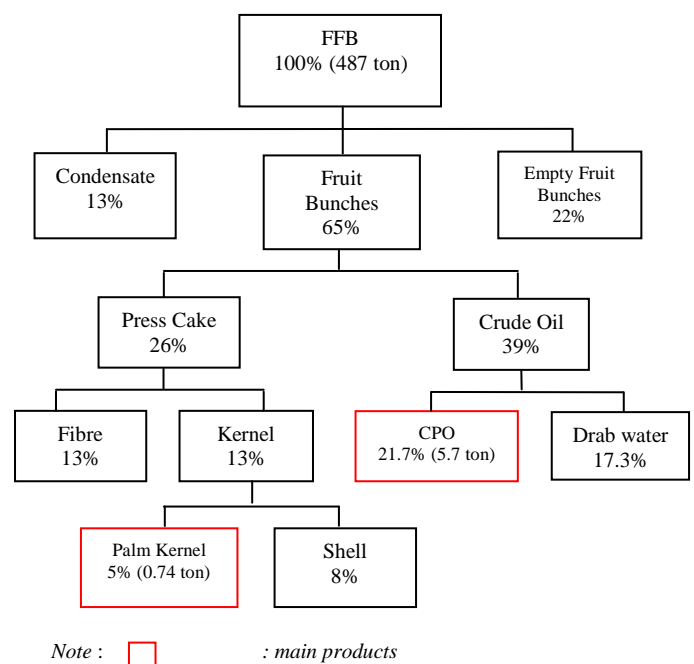 FFB
100% (487 ton)
Condensate
13%
Fruit
Bunches
65%
Empty Fruit
Bunches
22%
Press Cake
26%
Crude Oil
39%
Fibre
13%
Kernel
13%
CPO
21.7% (5.7 ton)
Drab water
17.3%
Palm Kernel
5% (0.74 ton)
Shell
8%
Note : : main products